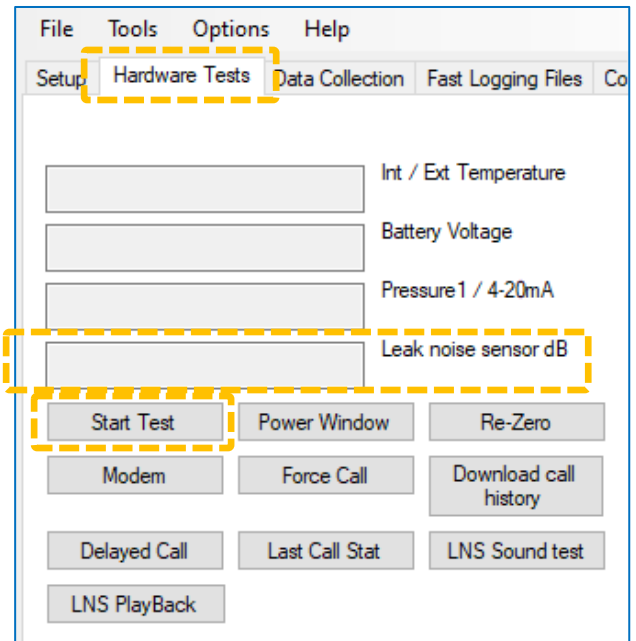 File Tools Options Help
Setup Hardware Tests Data Collection Fast Logging Files Co
Int / Ext Temperature
Battery Voltage
Pressure1 / 4-20mA
Leak noise sensor dB
Start Test Power Window Re-Zero
Modem Force Call Download call
history
Delayed Call Last Call Stat LNS Sound test
LNS PlayBack